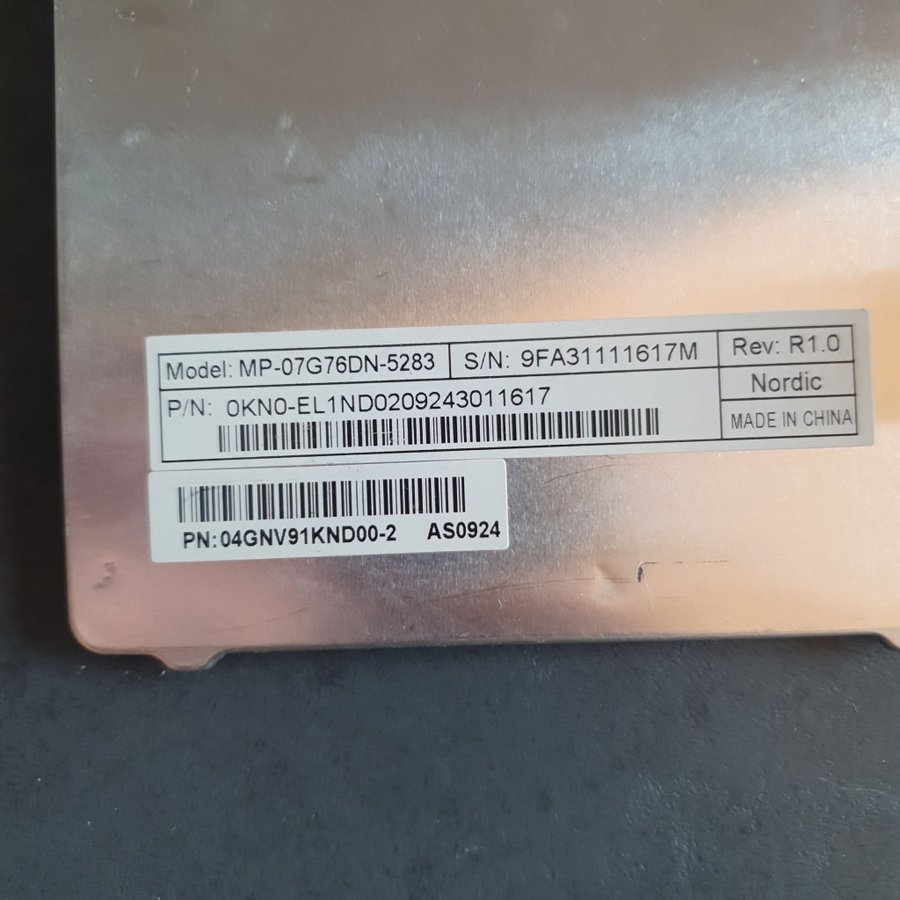 Model: MP-07G76DN-5283 S/N: 9FA31111617M Rev: R1.0
P/N: 0KN0-EL1ND0209243011617 Nordic
MADE IN CHINA
PN:04GNV91KND00-2 AS0924